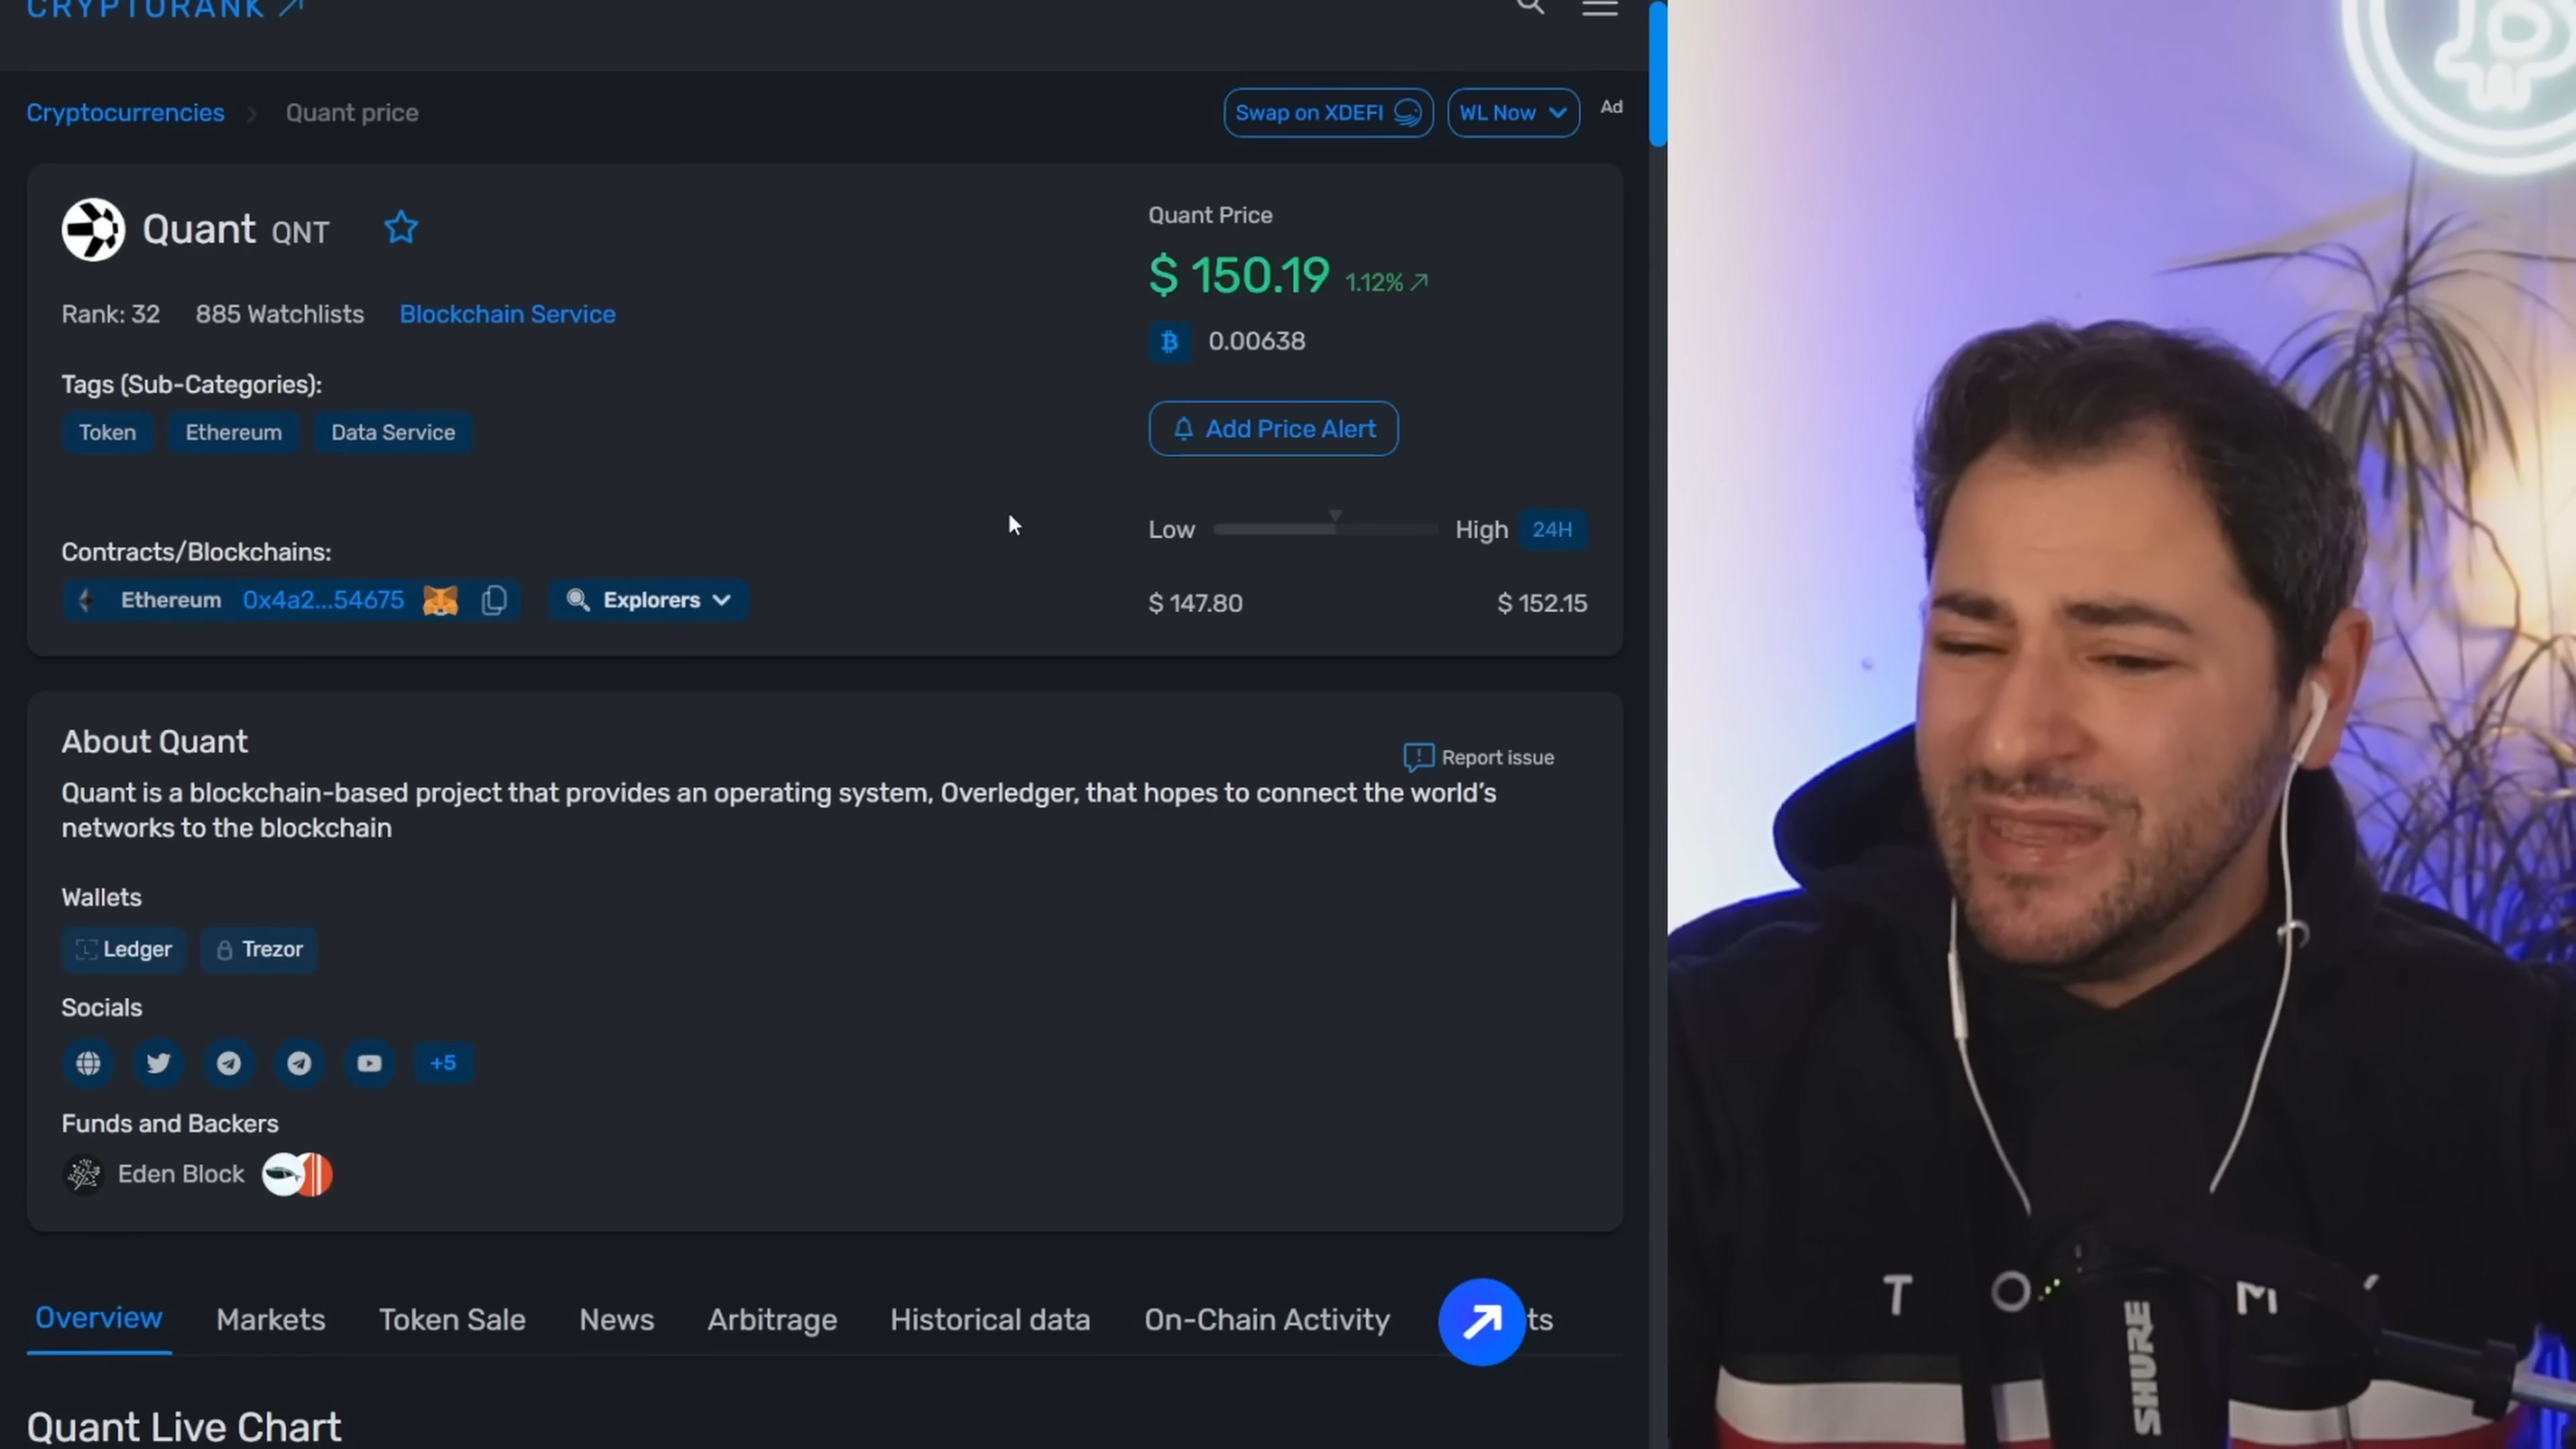 CRYPTORANK
Cryptocurrencies Quant price
Swap on XDEFI WL Now Ad
Quant QNT
Rank: 32 885 Watchlists Blockchain Service
Tags (Sub-Categories):
Token Ethereum Data Service
Contracts/Blockchains:
Ethereum 0x4a2...54675 Explorers
Quant Price
$ 150.19 1.12%
0.00638
Add Price Alert
Low High 24H
$ 147.80 $ 152.15
About Quant
Report issue
Quant is a blockchain-based project that provides an operating system, Overledger, that hopes to connect the world's
networks to the blockchain
Wallets
Ledger Trezor
Socials
+5
Funds and Backers
Eden Block
Overview Markets Token Sale News Arbitrage Historical data On-Chain Activity ts
Quant Live Chart
T O M
SHURE